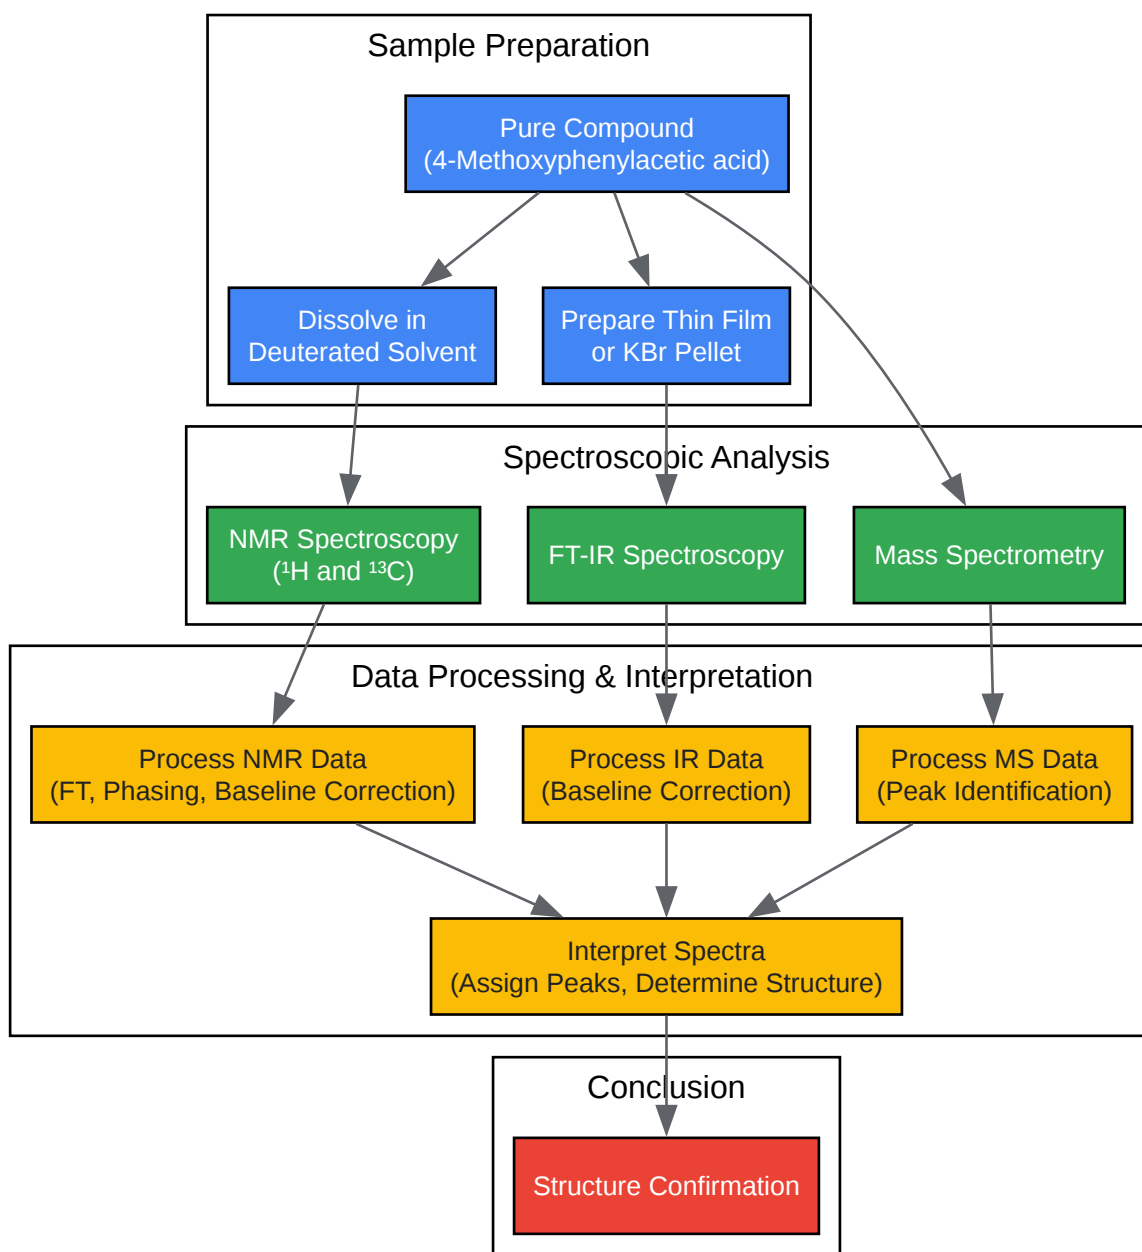 Sample Preparation
Pure Compound
(4-Methoxyphenylacetic acid)
Dissolve in
Deuterated Solvent
Prepare Thin Film
or KBr Pellet
Spectroscopic Analysis
NMR Spectroscopy
(¹H and ¹³C)
FT-IR Spectroscopy
Mass Spectrometry
Data Processing & Interpretation
Process NMR Data
(FT, Phasing, Baseline Correction)
Process IR Data
(Baseline Correction)
Process MS Data
(Peak Identification)
Interpret Spectra
(Assign Peaks, Determine Structure)
Conclusion
Structure Confirmation